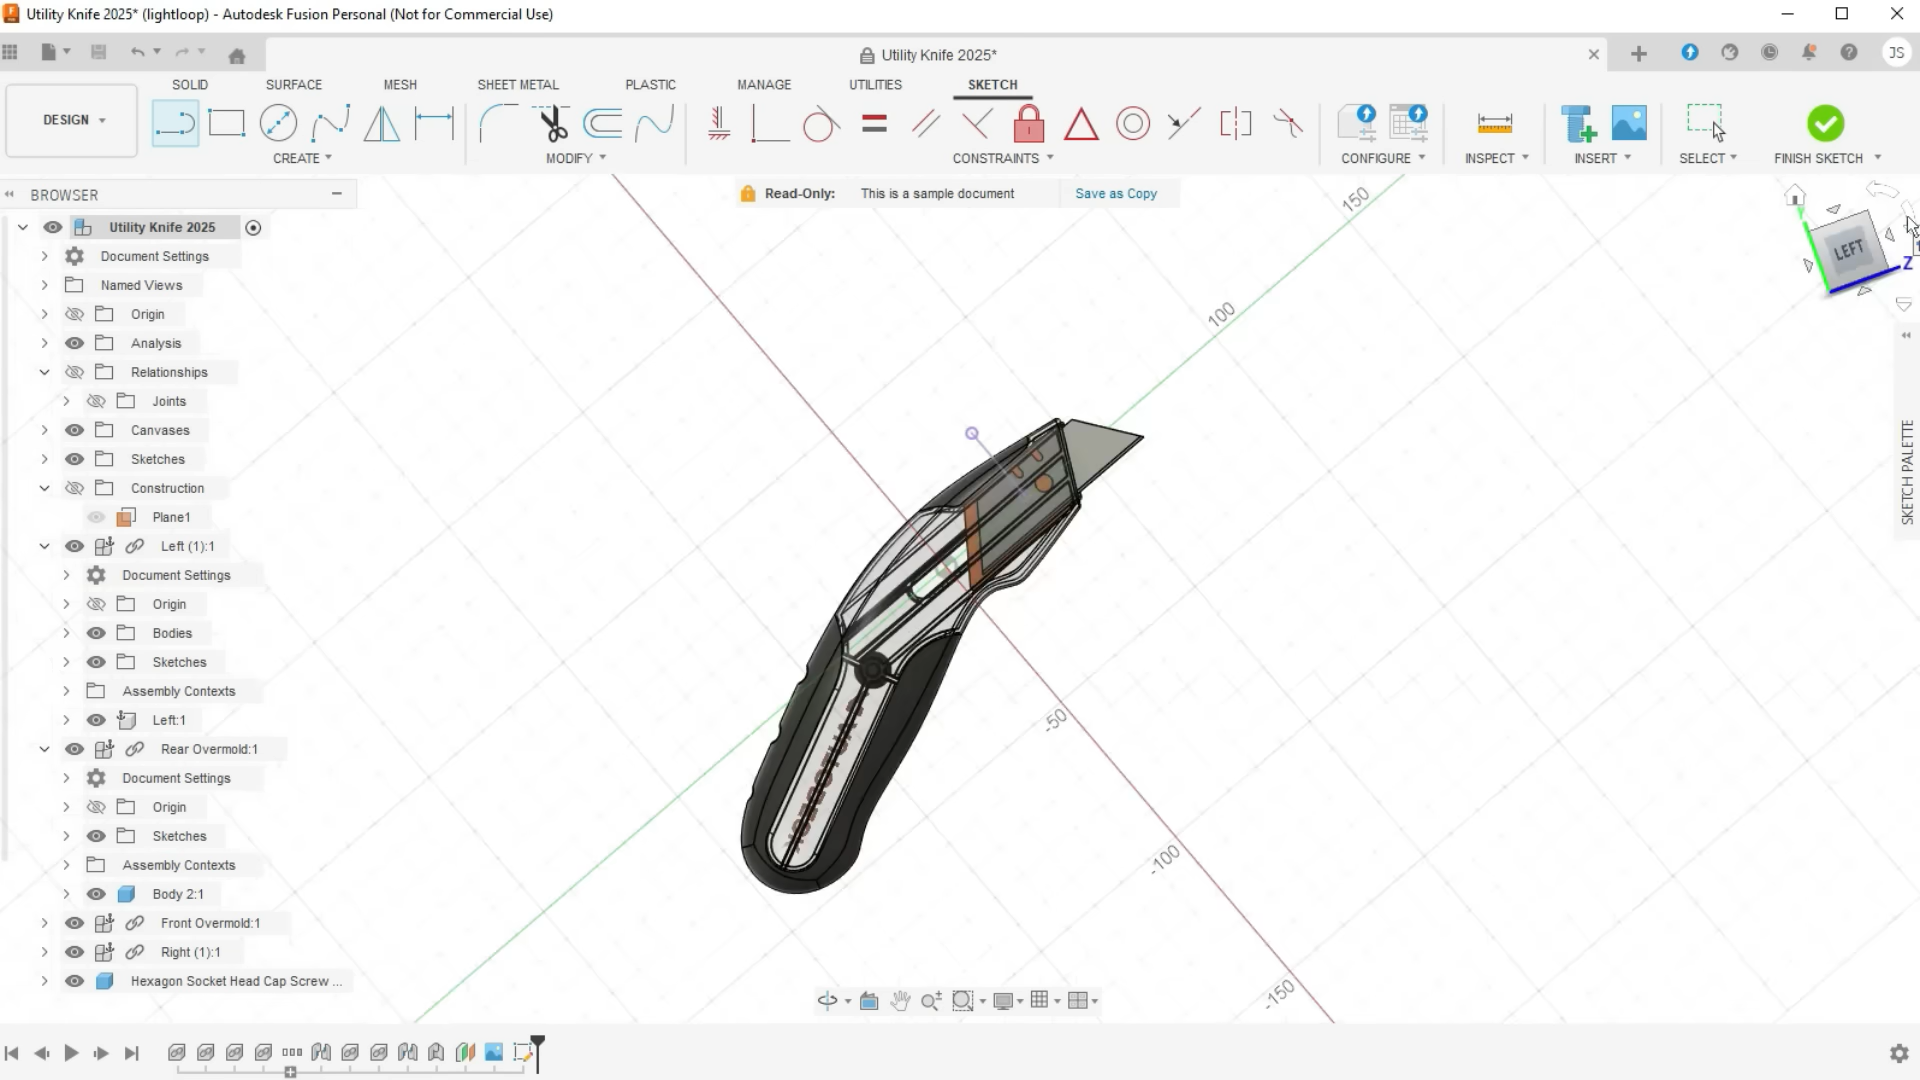 Utility Knife 2025* (lightloop) - Autodesk Fusion Personal (Not for Commercial Use)
Utility Knife 2025*
JS
SOLID
SURFACE
MESH
SHEET METAL
PLASTIC
MANAGE
UTILITIES
SKETCH
DESIGN
CREATE
MODIFY
CONSTRAINTS
CONFIGURE
INSPECT
INSERT
SELECT
FINISH SKETCH
BROWSER
Read-Only: This is a sample document Save as Copy
Utility Knife 2025
Document Settings
Named Views
Origin
Analysis
Relationships
Joints
Canvases
Sketches
Construction
Plane1
Left (1):1
Document Settings
Origin
Bodies
Sketches
Assembly Contexts
Left:1
Rear Overmold:1
Document Settings
Origin
Sketches
Assembly Contexts
Body 2:1
Front Overmold:1
Right (1):1
Hexagon Socket Head Cap Screw ...
150
100
-50
-100
-150
LEFT
Z
SKETCH PALETTE